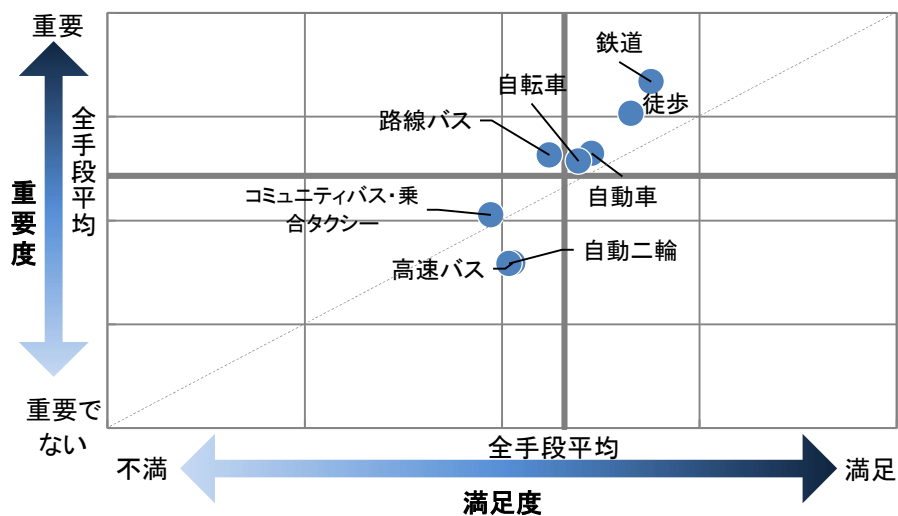 重要
鉄道
自転車
徒歩
路線バス
全手段平均
重要度
自動車
コミュニティバス・乗
合タクシー
自動二輪
高速バス
重要で
ない
全手段平均
不満
満足
満足度